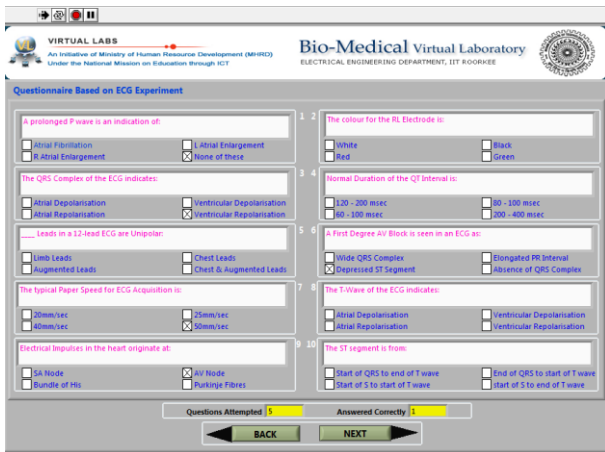 VIRTUAL LABS
An Initiative of Ministry of Human Resource Development (MHRD)
Under the National Mission on Education through ICT
Bio-Medical Virtual Laboratory
ELECTRICAL ENGINEERING DEPARTMENT, IIT ROORKEE
Questionnaire Based on ECG Experiment
1
A prolonged P wave is an indication of:
Atrial Fibrillation L Atrial Enlargement
R Atrial Enlargement None of these
2
The colour for the RL Electrode is:
White Black
Red Green
3
The QRS Complex of the ECG indicates:
Atrial Depolarisation Ventricular Depolarisation
Atrial Repolarisation Ventricular Repolarisation
4
Normal Duration of the QT Interval is:
120 - 200 msec 80 - 100 msec
60 - 100 msec 200 - 400 msec
5
___ Leads in a 12-lead ECG are Unipolar:
Limb Leads Chest Leads
Augmented Leads Chest & Augmented Leads
6
A First Degree AV Block is seen in an ECG as:
Wide QRS Complex Elongated PR Interval
Depressed ST Segment Absence of QRS Complex
7
The typical Paper Speed for ECG Acquisition is:
20mm/sec 25mm/sec
40mm/sec 50mm/sec
8
The T-Wave of the ECG indicates:
Atrial Depolarisation Ventricular Depolarisation
Atrial Repolarisation Ventricular Repolarisation
9
Electrical Impulses in the heart originate at:
SA Node AV Node
Bundle of His Purkinje Fibres
10
The ST segment is from:
Start of QRS to end of T wave End of QRS to start of T wave
Start of S to start of T wave start of S to end of T wave
Questions Attempted 5 Answered Correctly 1
BACK NEXT